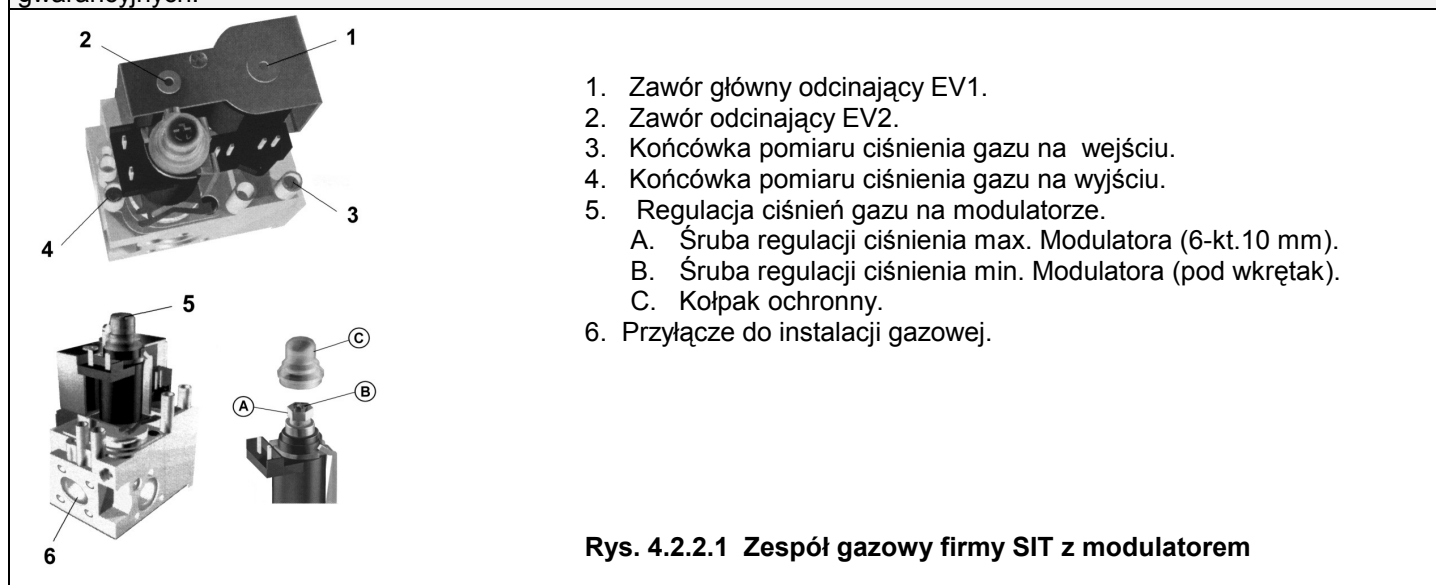 gwarancyjnych.
2
1
3
4
5
C
B
A
6
1. Zawór główny odcinający EV1.
2. Zawór odcinający EV2.
3. Końcówka pomiaru ciśnienia gazu na wejściu.
4. Końcówka pomiaru ciśnienia gazu na wyjściu.
5. Regulacja ciśnień gazu na modulatorze.
A. Śruba regulacji ciśnienia max. Modulatora (6-kt.10 mm).
B. Śruba regulacji ciśnienia min. Modulatora (pod wkrętak).
C. Kołpak ochronny.
6. Przyłącze do instalacji gazowej.
Rys. 4.2.2.1 Zespół gazowy firmy SIT z modulatorem